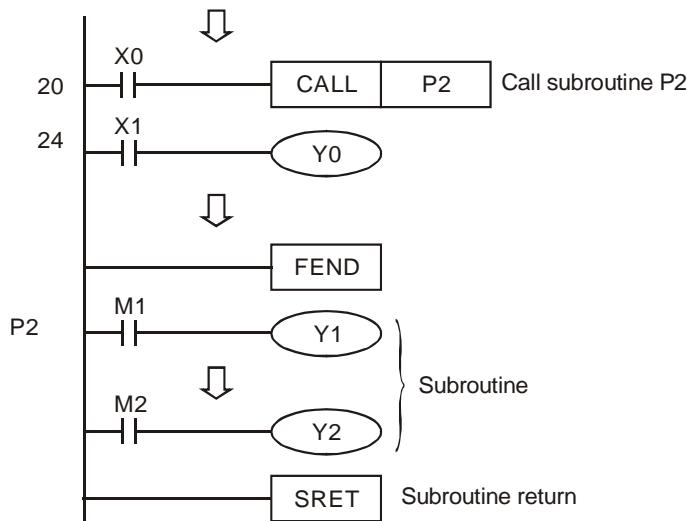 X0
20 CALL P2 Call subroutine P2
X1
24 Y0
FEND
M1
P2 Y1
Subroutine
M2
Y2
SRET Subroutine return